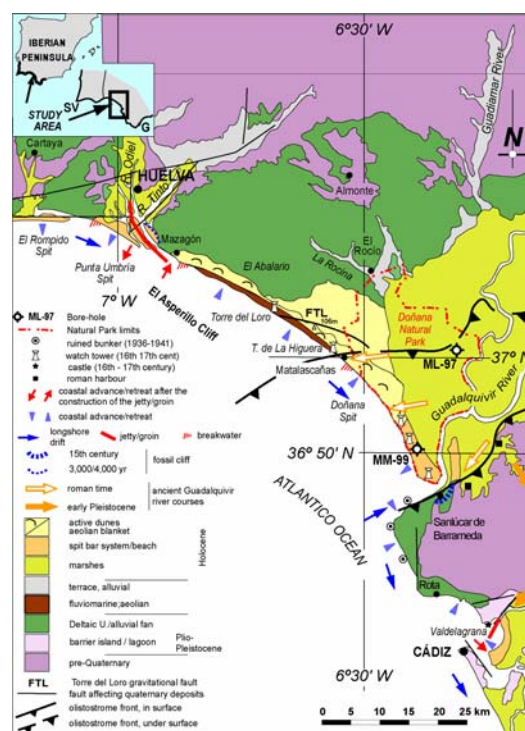 6º30' W
IBERIAN
PENINSULA
STUDY
AREA
SV
G
Guadiamar River
N
Cartaya
R. Odiel
HUELVA
R. Tinto
Almonte
El Rompido
Spit
Punta Umbría
Spit
Mazagón
El Abalario
La Rocina
El
Rocío
7º W
El Asperillo Cliff
Torre del Loro
FTL
106m
Doñana
Natural
Park
T. de La Higuera
ML-97
37º N
Matalascañas
Doñana
Spit
Guadalquivir River
36º 50' N
MM-99
ATLANTICO OCEAN
Sanlúcar de
Barrameda
Rota
Valdelagrana
CÁDIZ
6º30' W
0 5 10 15 20 25 km
ML-97 Bore-hole
Natural Park limits
ruined bunker (1936-1941)
watch tower (16th 17th cent)
castle (16th - 17th century)
roman harbour
coastal advance/retreat after the
construction of the jetty/groin
coastal advance/retreat
longshore
drift
jetty/groin
breakwater
15th century
3,000/4,000 yr
fossil cliff
roman time
early Pleistocene
ancient Guadalquivir
river courses
active dunes
aeolian blanket
spit bar system/beach
marshes
Holocene
terrace, alluvial
fluviomarine;aeolian
Deltaic U./alluvial fan
barrier island / lagoon
Plio-
Pleistocene
pre-Quaternary
FTL Torre del Loro gravitational fault
fault affecting quaternary deposits
olistostrome front, in surface
olistostrome front, under surface